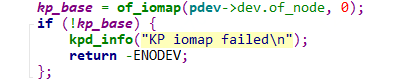 kp_base = of_iomap(pdev->dev.of_node, 0);
if (!kp_base) {
    kpd_info("KP iomap failed\n");
    return -ENODEV;
};